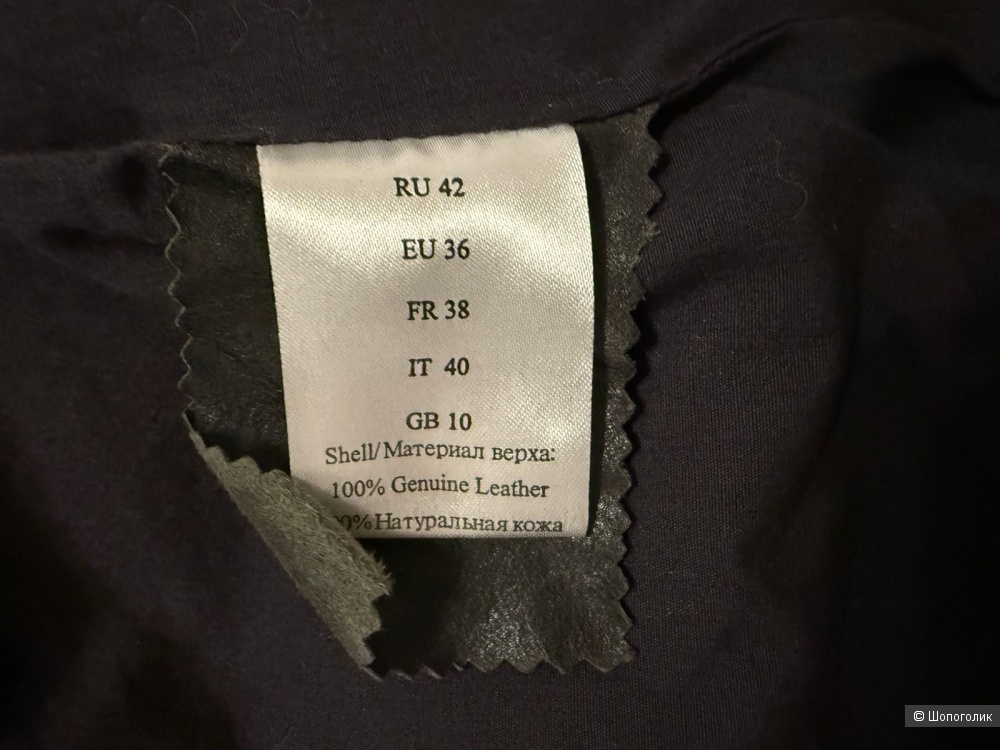 RU 42
EU 36
FR 38
IT 40
GB 10
Shell/Материал верха:
100% Genuine Leather
0%Натуральная кожа
© Шопоголик